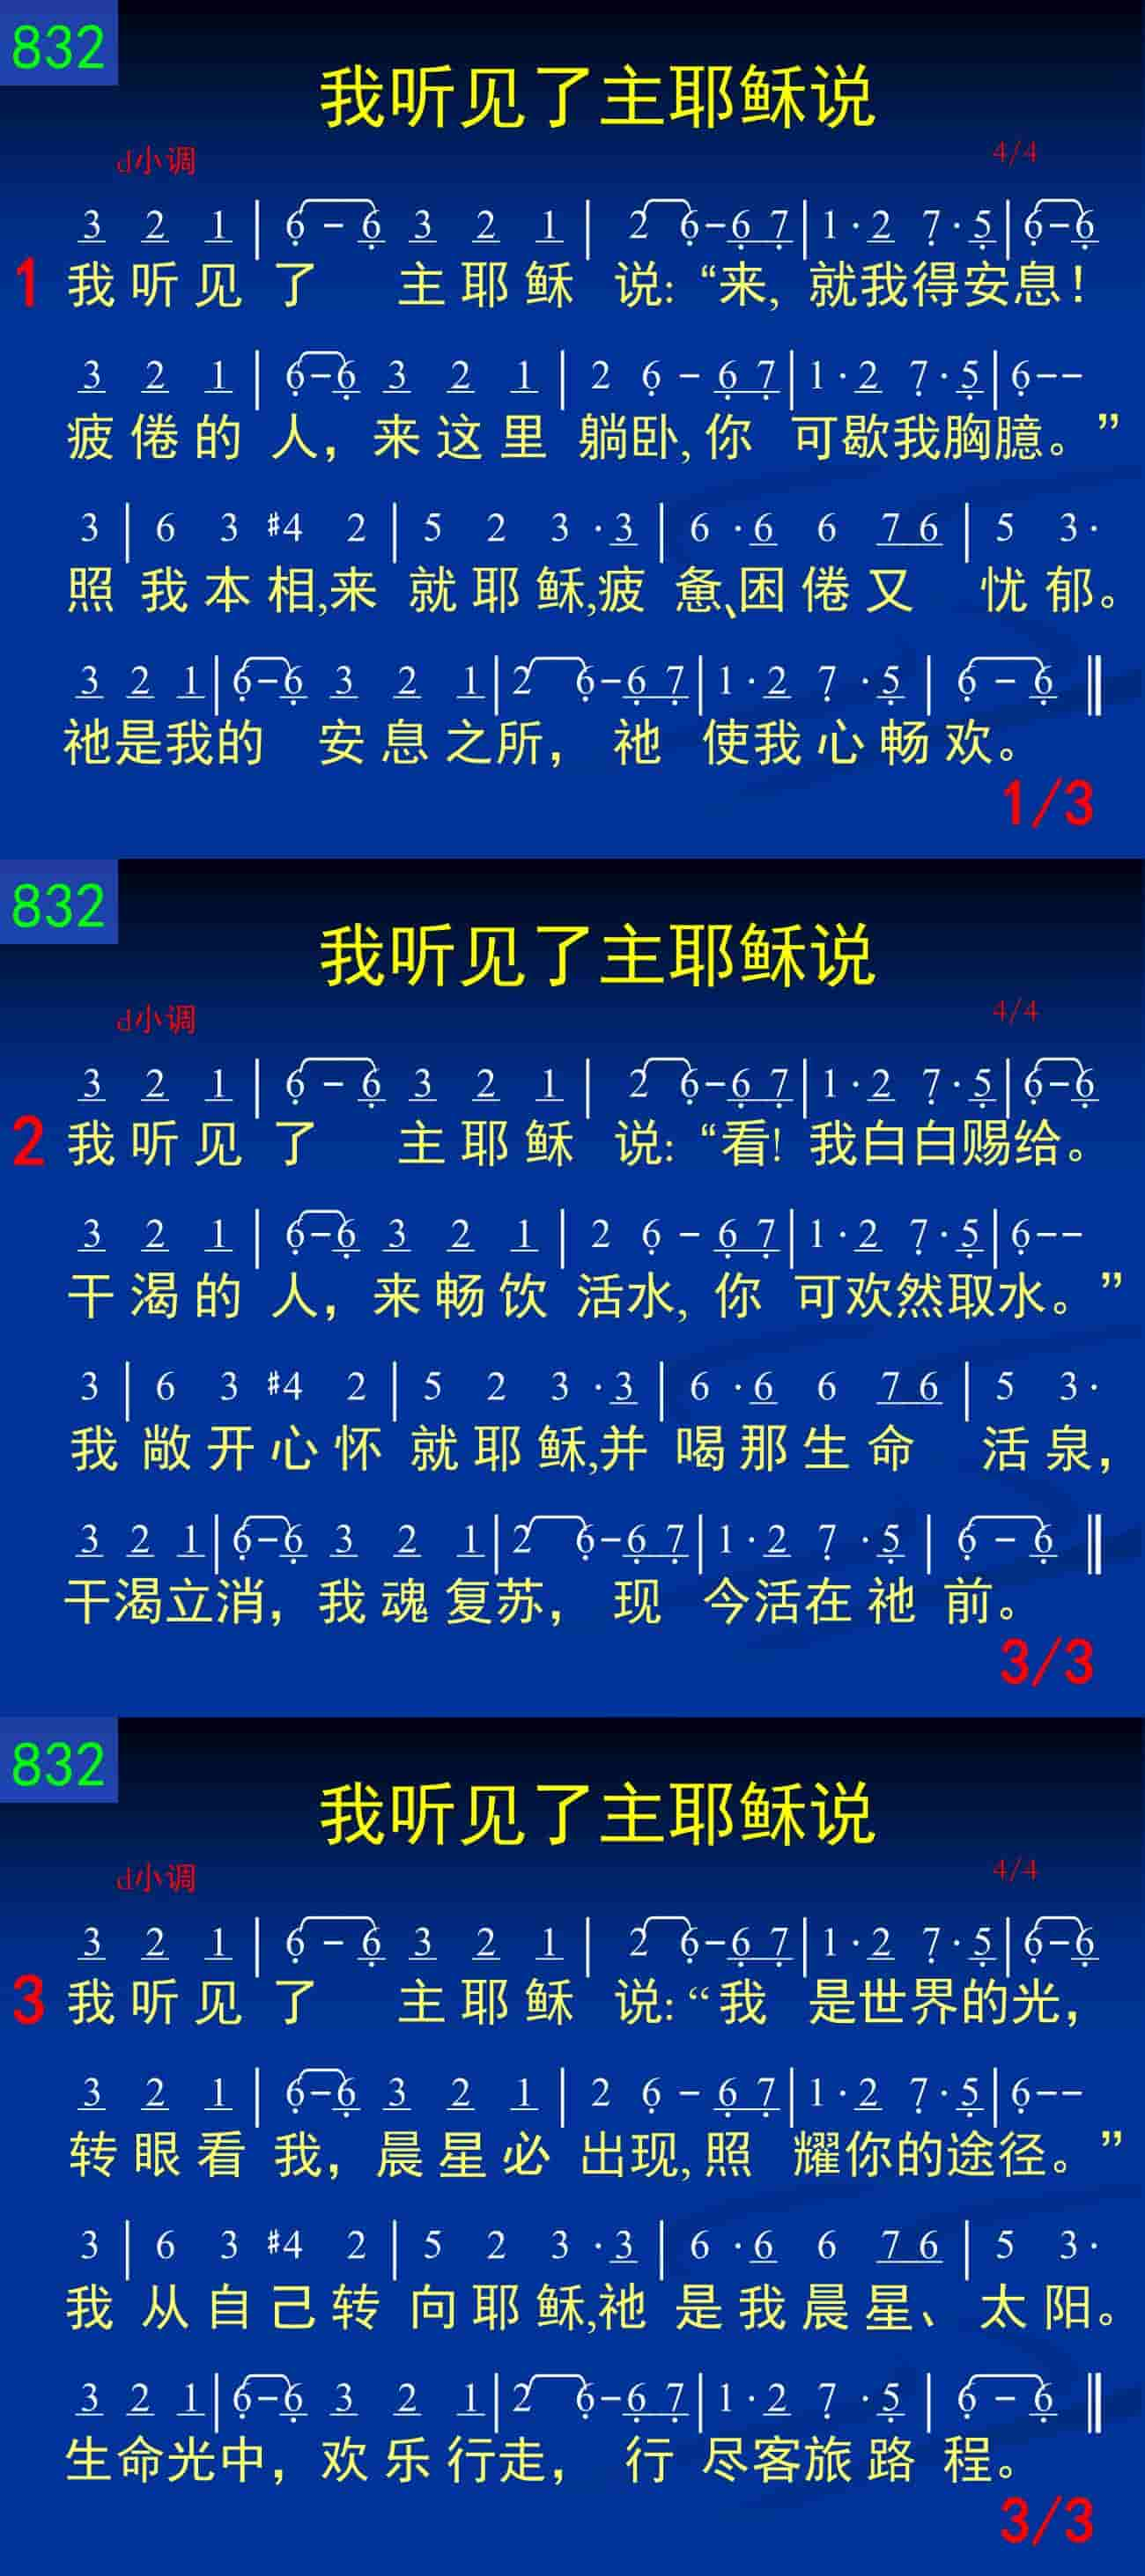 832
我听见了主耶稣说
d小调 4/4
3 2 1 | 6 - 6 3 2 1 | 2 6-6 7 | 1·2 7·5 | 6-6
1 我听见了 主耶稣 说:“来, 就我得安息!
3 2 1 | 6-6 3 2 1 | 2 6 - 6 7 | 1·2 7·5 | 6--
疲倦的 人，来这里 躺卧,你 可歇我胸臆。”
3 | 6 3 #4 2 | 5 2 3·3 | 6·6 6 7 6 | 5 3·
照 我本相,来 就耶稣,疲 惫、困倦又 忧郁。
3 2 1 | 6-6 3 2 1 | 2 6-6 7 | 1·2 7·5 | 6 - 6 ‖
祂是我的 安息之所， 祂 使我心畅欢。
1/3
832
我听见了主耶稣说
d小调 4/4
3 2 1 | 6 - 6 3 2 1 | 2 6-6 7 | 1·2 7·5 | 6-6
2 我听见了 主耶稣 说:“看! 我白白赐给。
3 2 1 | 6-6 3 2 1 | 2 6 - 6 7 | 1·2 7·5 | 6--
干渴的 人，来畅饮 活水, 你 可欢然取水。”
3 | 6 3 #4 2 | 5 2 3·3 | 6·6 6 7 6 | 5 3·
我 敞开心怀 就耶稣,并 喝那生命 活泉，
3 2 1 | 6-6 3 2 1 | 2 6-6 7 | 1·2 7·5 | 6 - 6 ‖
干渴立消，我魂复苏， 现 今活在祂 前。
3/3
832
我听见了主耶稣说
d小调 4/4
3 2 1 | 6 - 6 3 2 1 | 2 6-6 7 | 1·2 7·5 | 6-6
3 我听见了 主耶稣 说:“我 是世界的光，
3 2 1 | 6-6 3 2 1 | 2 6 - 6 7 | 1·2 7·5 | 6--
转眼看 我，晨星必 出现,照 耀你的途径。”
3 | 6 3 #4 2 | 5 2 3·3 | 6·6 6 7 6 | 5 3·
我 从自己转 向耶稣,祂 是我晨星、 太阳。
3 2 1 | 6-6 3 2 1 | 2 6-6 7 | 1·2 7·5 | 6 - 6 ‖
生命光中，欢乐行走， 行 尽客旅路 程。
3/3